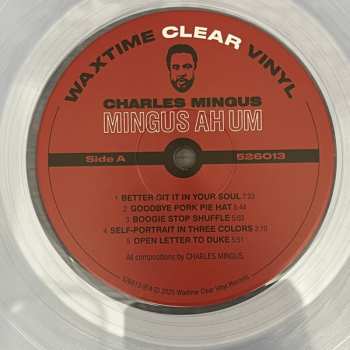 WAXTIME CLEAR VINYL
CHARLES MINGUS
MINGUS AH UM
Side A 526013
1 BETTER GIT IT IN YOUR SOUL 7:23
2 GOODBYE PORK PIE HAT 5:44
3 BOOGIE STOP SHUFFLE 5:03
4 SELF-PORTRAIT IN THREE COLORS 3:10
5 OPEN LETTER TO DUKE 5:51
All compositions by CHARLES MINGUS.
2025 Waxtime Clear Vinyl Records